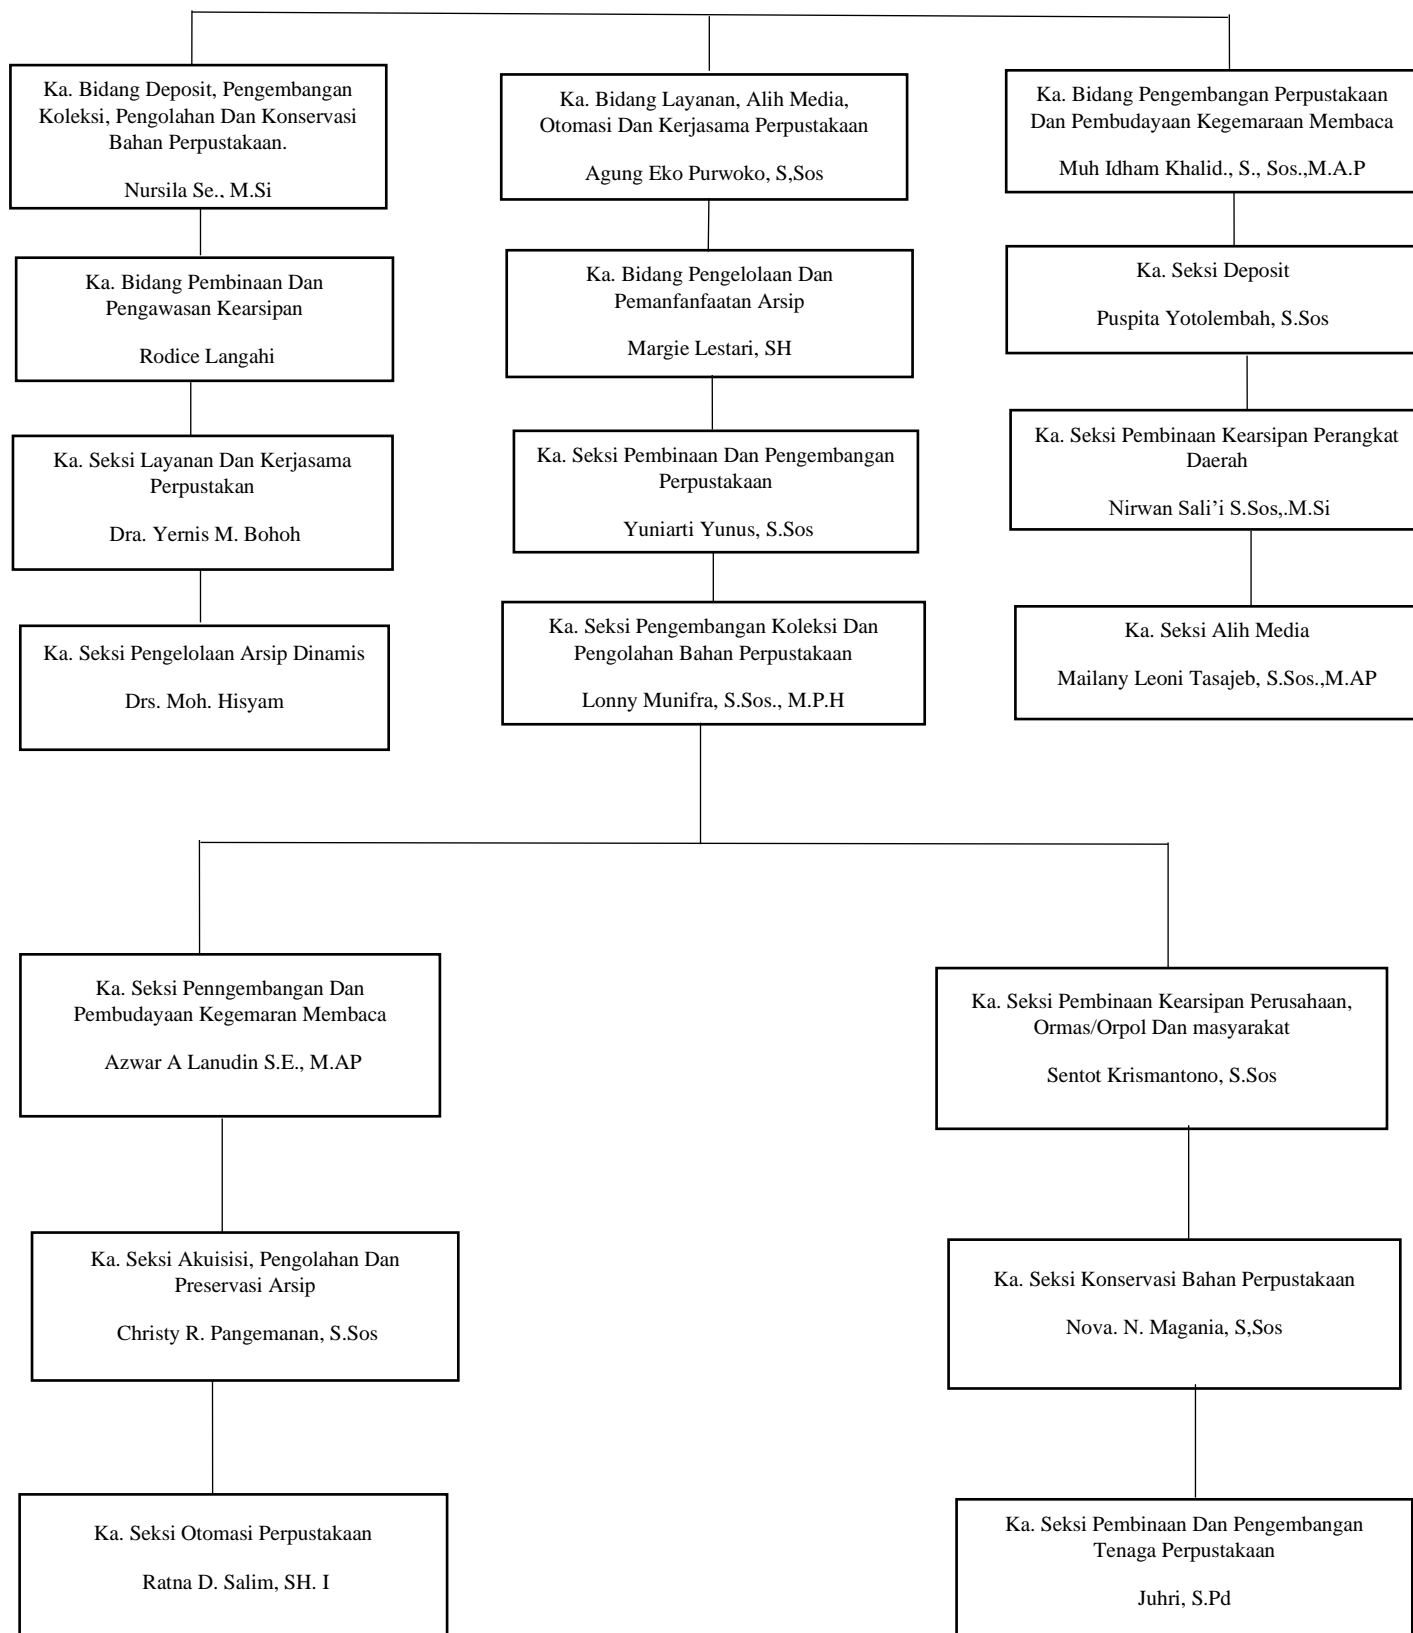 Ka. Bidang Deposit, Pengembangan
Koleksi, Pengolahan Dan Konservasi
Bahan Perpustakaan.
Nursila Se., M.Si
Ka. Bidang Layanan, Alih Media,
Otomasi Dan Kerjasama Perpustakaan
Agung Eko Purwoko, S,Sos
Ka. Bidang Pengembangan Perpustakaan
Dan Pembudayaan Kegemaraan Membaca
Muh Idham Khalid., S., Sos.,M.A.P
Ka. Bidang Pembinaan Dan
Pengawasan Kearsipan
Rodice Langahi
Ka. Bidang Pengelolaan Dan
Pemanfanfaatan Arsip
Margie Lestari, SH
Ka. Seksi Deposit
Puspita Yotolembah, S.Sos
Ka. Seksi Layanan Dan Kerjasama
Perpustakan
Dra. Yernis M. Bohoh
Ka. Seksi Pembinaan Dan Pengembangan
Perpustakaan
Yuniarti Yunus, S.Sos
Ka. Seksi Pembinaan Kearsipan Perangkat
Daerah
Nirwan Sali’i S.Sos,.M.Si
Ka. Seksi Pengelolaan Arsip Dinamis
Drs. Moh. Hisyam
Ka. Seksi Pengembangan Koleksi Dan
Pengolahan Bahan Perpustakaan
Lonny Munifra, S.Sos., M.P.H
Ka. Seksi Alih Media
Mailany Leoni Tasajeb, S.Sos.,M.AP
Ka. Seksi Penngembangan Dan
Pembudayaan Kegemaran Membaca
Azwar A Lanudin S.E., M.AP
Ka. Seksi Pembinaan Kearsipan Perusahaan,
Ormas/Orpol Dan masyarakat
Sentot Krismantono, S.Sos
Ka. Seksi Akuisisi, Pengolahan Dan
Preservasi Arsip
Christy R. Pangemanan, S.Sos
Ka. Seksi Konservasi Bahan Perpustakaan
Nova. N. Magania, S,Sos
Ka. Seksi Otomasi Perpustakaan
Ratna D. Salim, SH. I
Ka. Seksi Pembinaan Dan Pengembangan
Tenaga Perpustakaan
Juhri, S.Pd